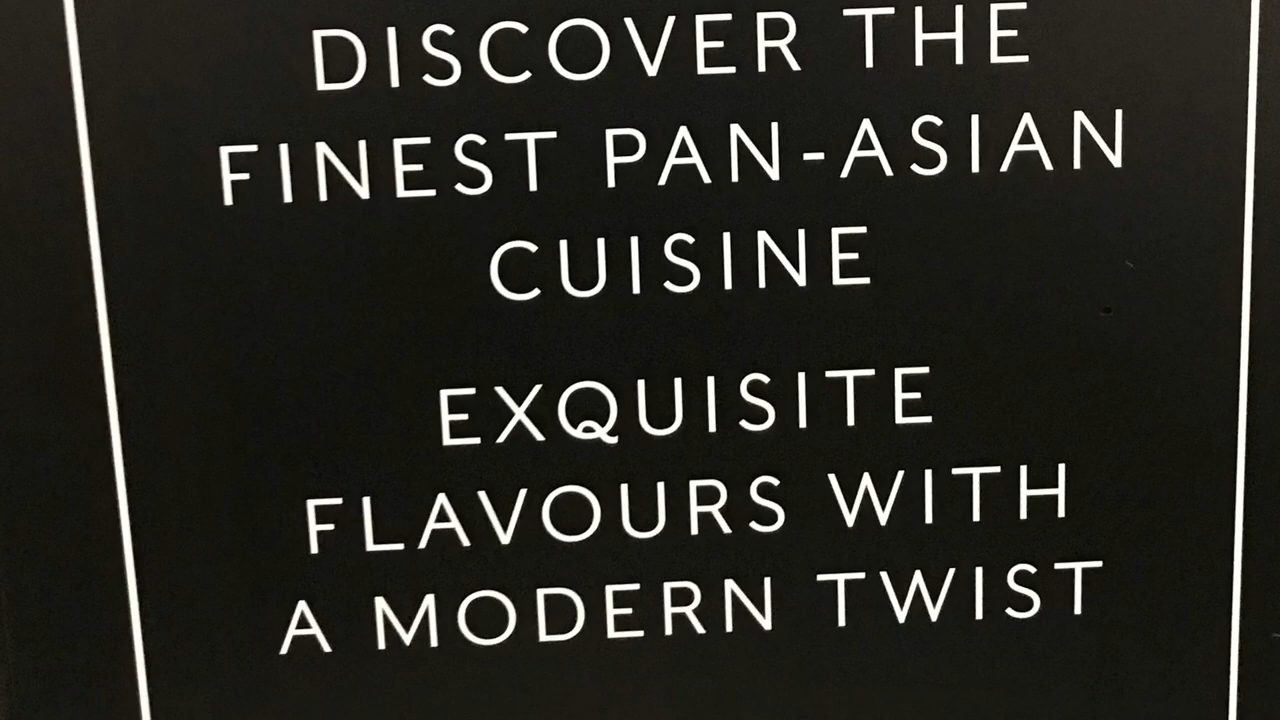 DISCOVER THE
FINEST PAN-ASIAN
CUISINE
EXQUISITE
FLAVOURS WITH
A MODERN TWIST